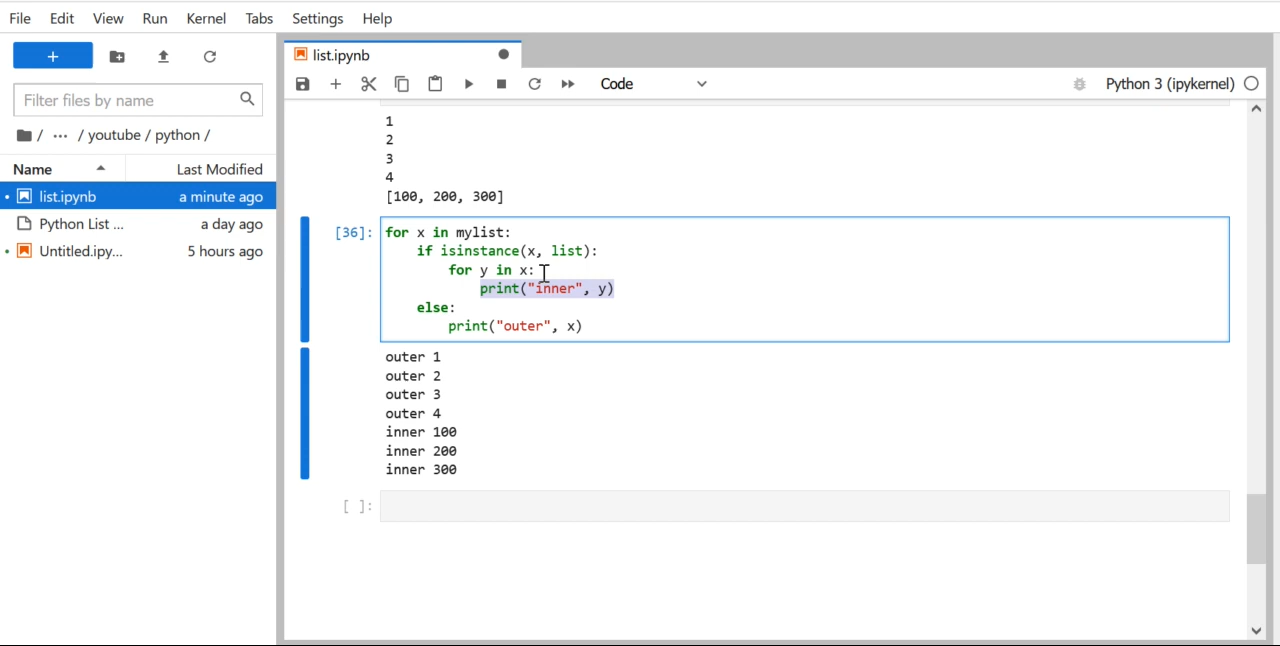 File Edit View Run Kernel Tabs Settings Help
+
Filter files by name
/ ... / youtube / python /
Name Last Modified
list.ipynb a minute ago
Python List ... a day ago
Untitled.ipy... 5 hours ago
list.ipynb
Code Python 3 (ipykernel)
1
2
3
4
[100, 200, 300]
[36]: for x in mylist:
if isinstance(x, list):
for y in x:
print("inner", y)
else:
print("outer", x)
outer 1
outer 2
outer 3
outer 4
inner 100
inner 200
inner 300
[ ]: